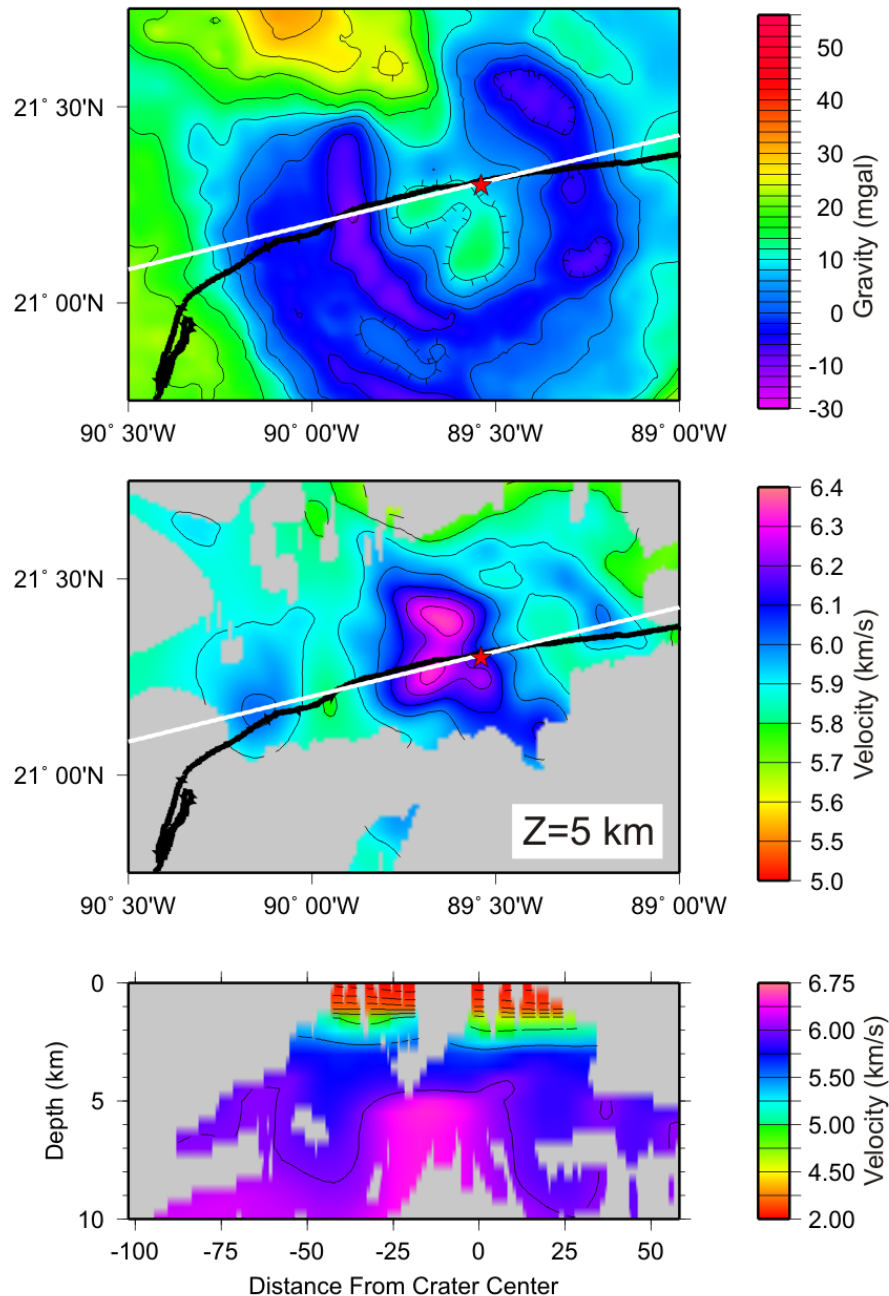 21° 30'N
21° 00'N
90° 30'W 90° 00'W 89° 30'W 89° 00'W
50
40
30
20
10
0
-10
-20
-30
Gravity (mgal)
21° 30'N
21° 00'N
Z=5 km
90° 30'W 90° 00'W 89° 30'W 89° 00'W
6.4
6.3
6.2
6.1
6.0
5.9
5.8
5.7
5.6
5.5
5.0
Velocity (km/s)
0
5
10
Depth (km)
-100 -75 -50 -25 0 25 50
Distance From Crater Center
6.75
6.00
5.50
5.00
4.50
2.00
Velocity (km/s)